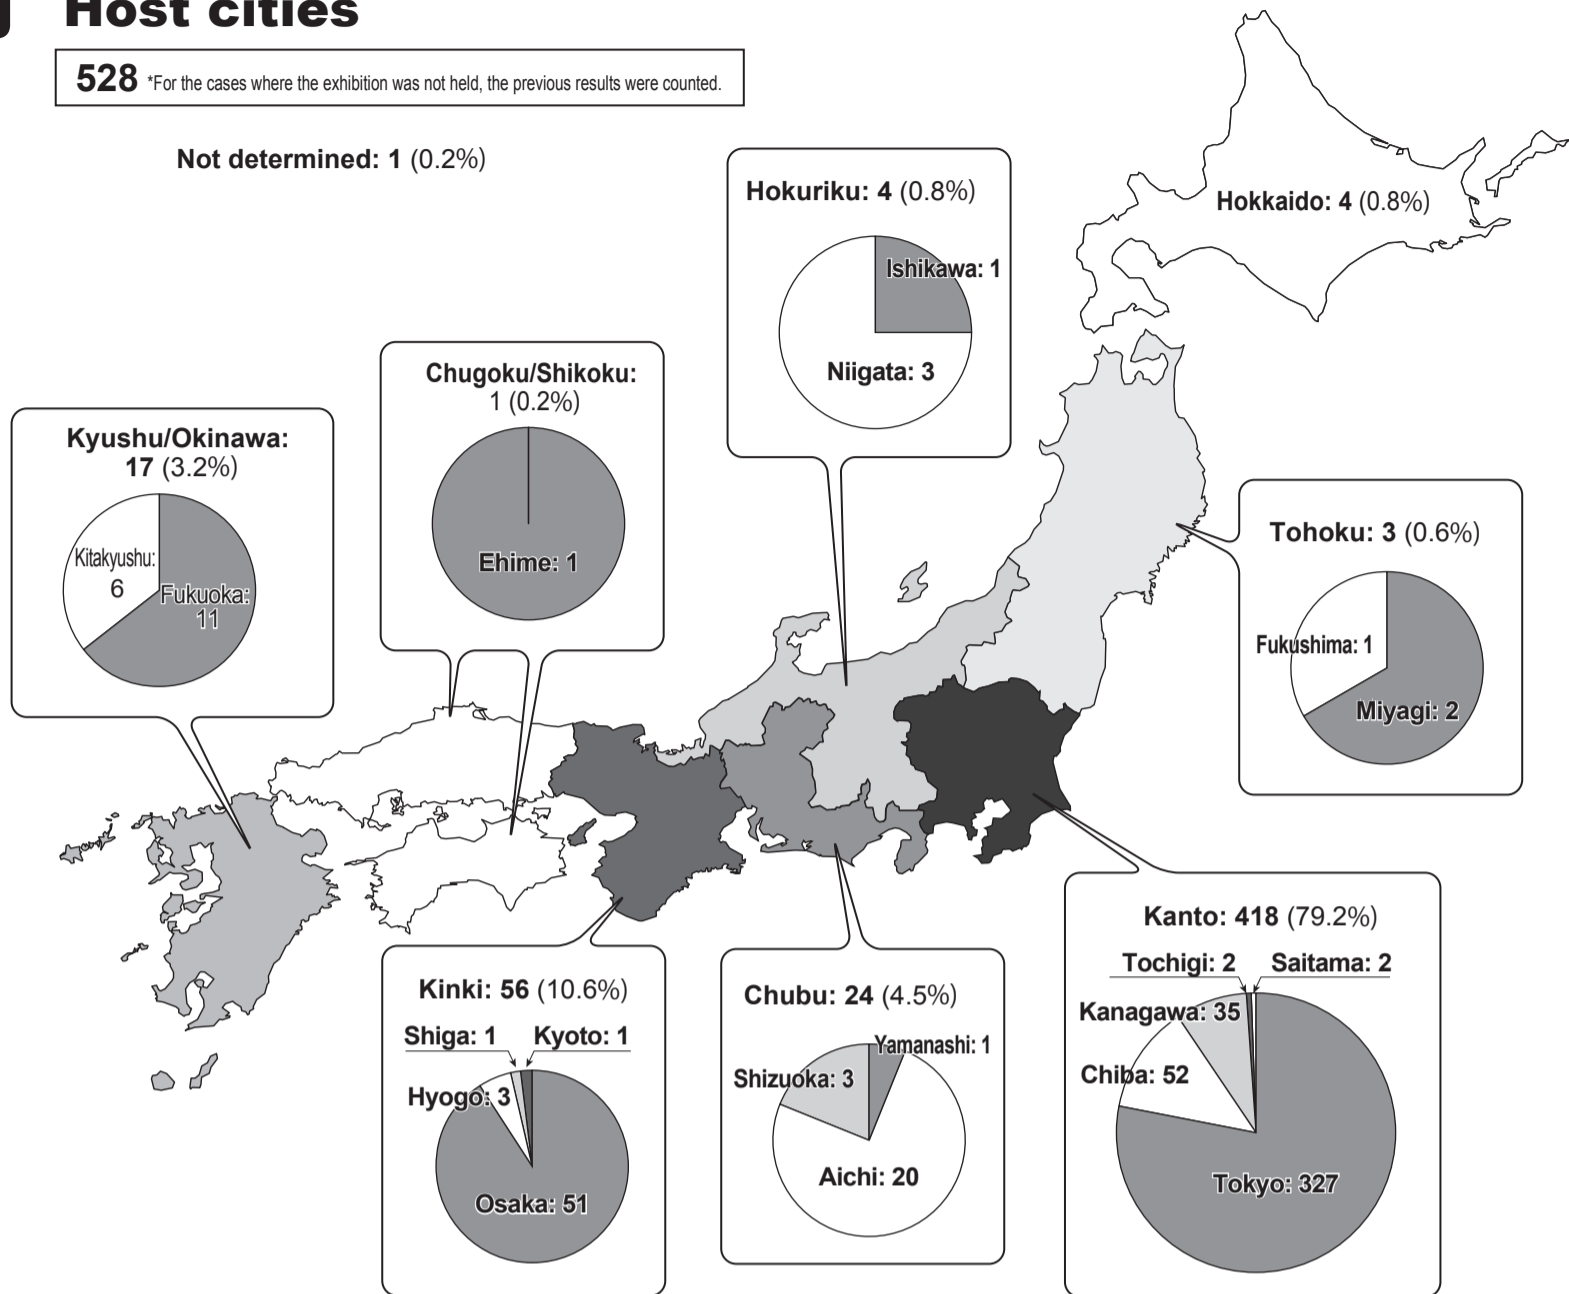 Host cities
528 *For the cases where the exhibition was not held, the previous results were counted.
Not determined: 1 (0.2%)
Hokkaido: 4 (0.8%)
Hokuriku: 4 (0.8%)
Ishikawa: 1
Niigata: 3
Chugoku/Shikoku:
1 (0.2%)
Ehime: 1
Kyushu/Okinawa:
17 (3.2%)
Kitakyushu:
6
Fukuoka:
11
Tohoku: 3 (0.6%)
Fukushima: 1
Miyagi: 2
Kinki: 56 (10.6%)
Shiga: 1
Kyoto: 1
Hyogo: 3
Osaka: 51
Chubu: 24 (4.5%)
Yamanashi: 1
Shizuoka: 3
Aichi: 20
Kanto: 418 (79.2%)
Tochigi: 2
Saitama: 2
Kanagawa: 35
Chiba: 52
Tokyo: 327